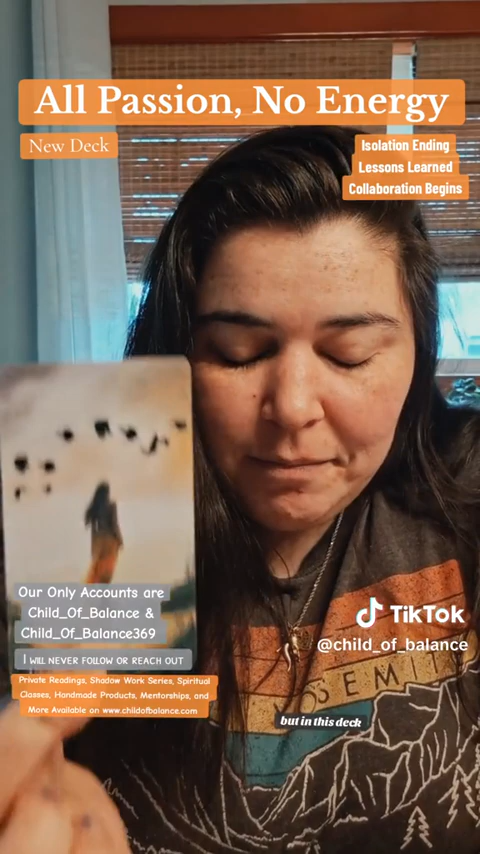 All Passion, No Energy
New Deck
Isolation Ending
Lessons Learned
Collaboration Begins
Our Only Accounts are
Child_Of_Balance &
Child_Of_Balance369
I WILL NEVER FOLLOW OR REACH OUT
Private Readings, Shadow Work Series, Spiritual
Classes, Handmade Products, Mentorships, and
More Available on www.childofbalance.com
TikTok
@child_of_balance
YOSEMITE
but in this deck